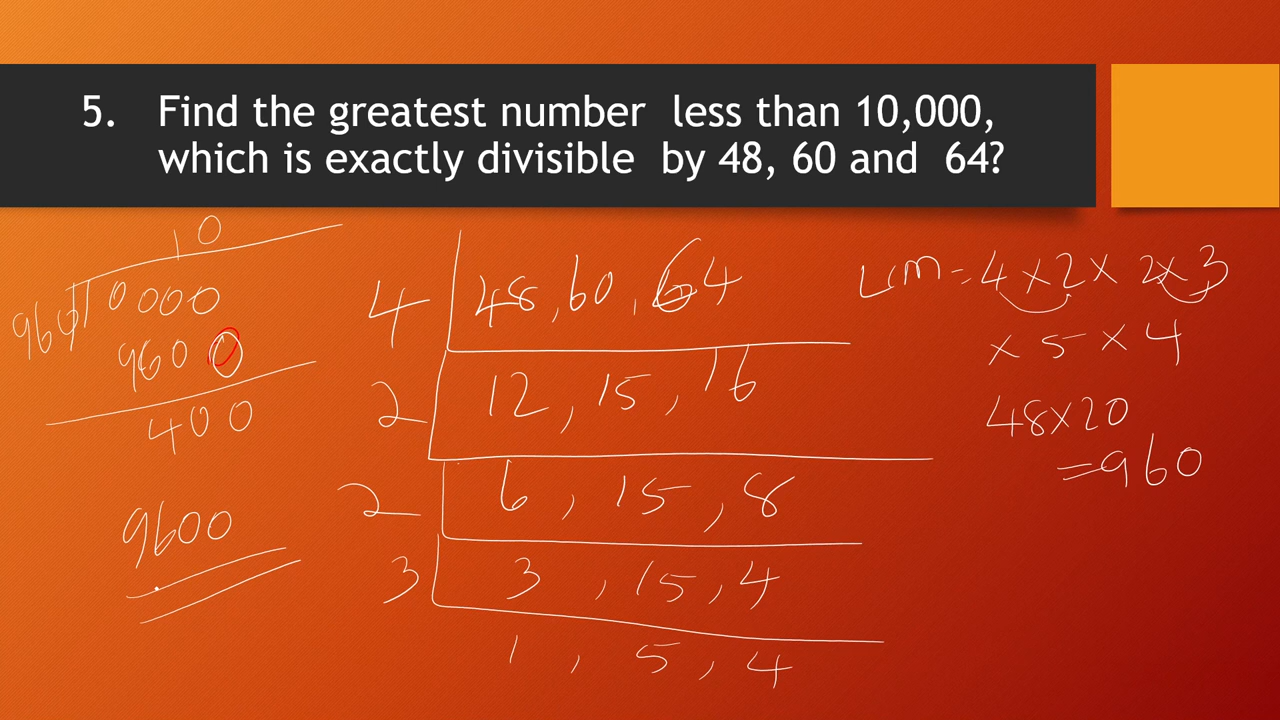 5. Find the greatest number less than 10,000,
which is exactly divisible by 48, 60 and 64?
10
960 10000
9600
400
9600
4 48, 60, 64
2 12, 15, 16
2 6, 15, 8
3 3, 15, 4
1, 5, 4
LCM = 4 × 2 × 2 × 3
× 5 × 4
48×20
=960